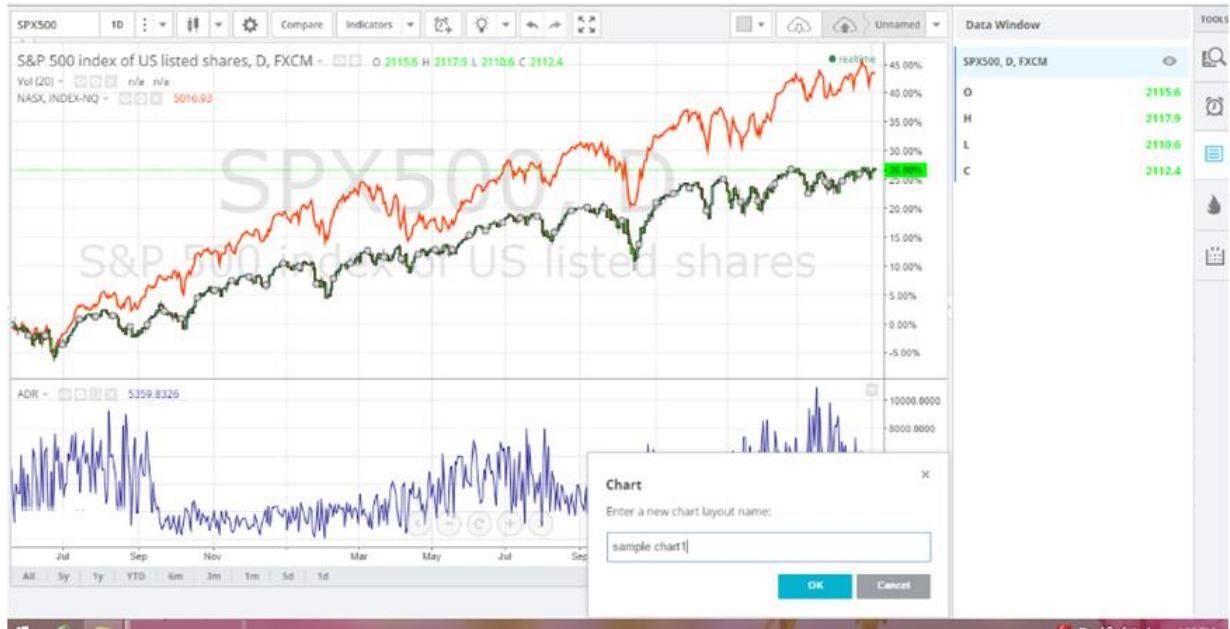 SPX500 1D Compare Indicators Unnamed
Data Window
TOOLS
S&P 500 index of US listed shares, D, FXCM O 2115.6 H 2117.9 L 2110.6 C 2112.4
realtime
Vol (20) n/a n/a
NASX, INDEX-NQ 5016.93
SPX500, D
S&P 500 index of US listed shares
45.00%
40.00%
35.00%
30.00%
26.80%
25.00%
20.00%
15.00%
10.00%
5.00%
0.00%
-5.00%
SPX500, D, FXCM
O 2115.6
H 2117.9
L 2110.6
C 2112.4
ADR 5359.8326
10000.0000
8000.0000
Jul Sep Nov Mar May Jul Sep
All 5y 1y YTD 6m 3m 1m 5d 1d
Chart
Enter a new chart layout name:
sample chart1
OK Cancel